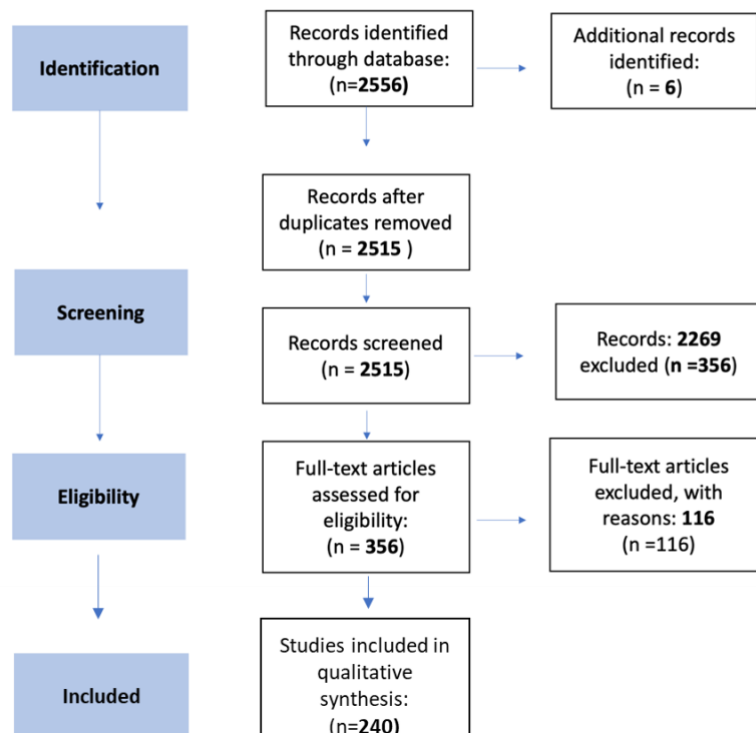 Identification
Records identified
through database:
(n=2556)
Additional records
identified:
(n = 6)
Records after
duplicates removed
(n = 2515 )
Screening
Records screened
(n = 2515)
Records: 2269
excluded (n =356)
Eligibility
Full-text articles
assessed for
eligibility:
(n = 356)
Full-text articles
excluded, with
reasons: 116
(n =116)
Included
Studies included in
qualitative
synthesis:
(n=240)